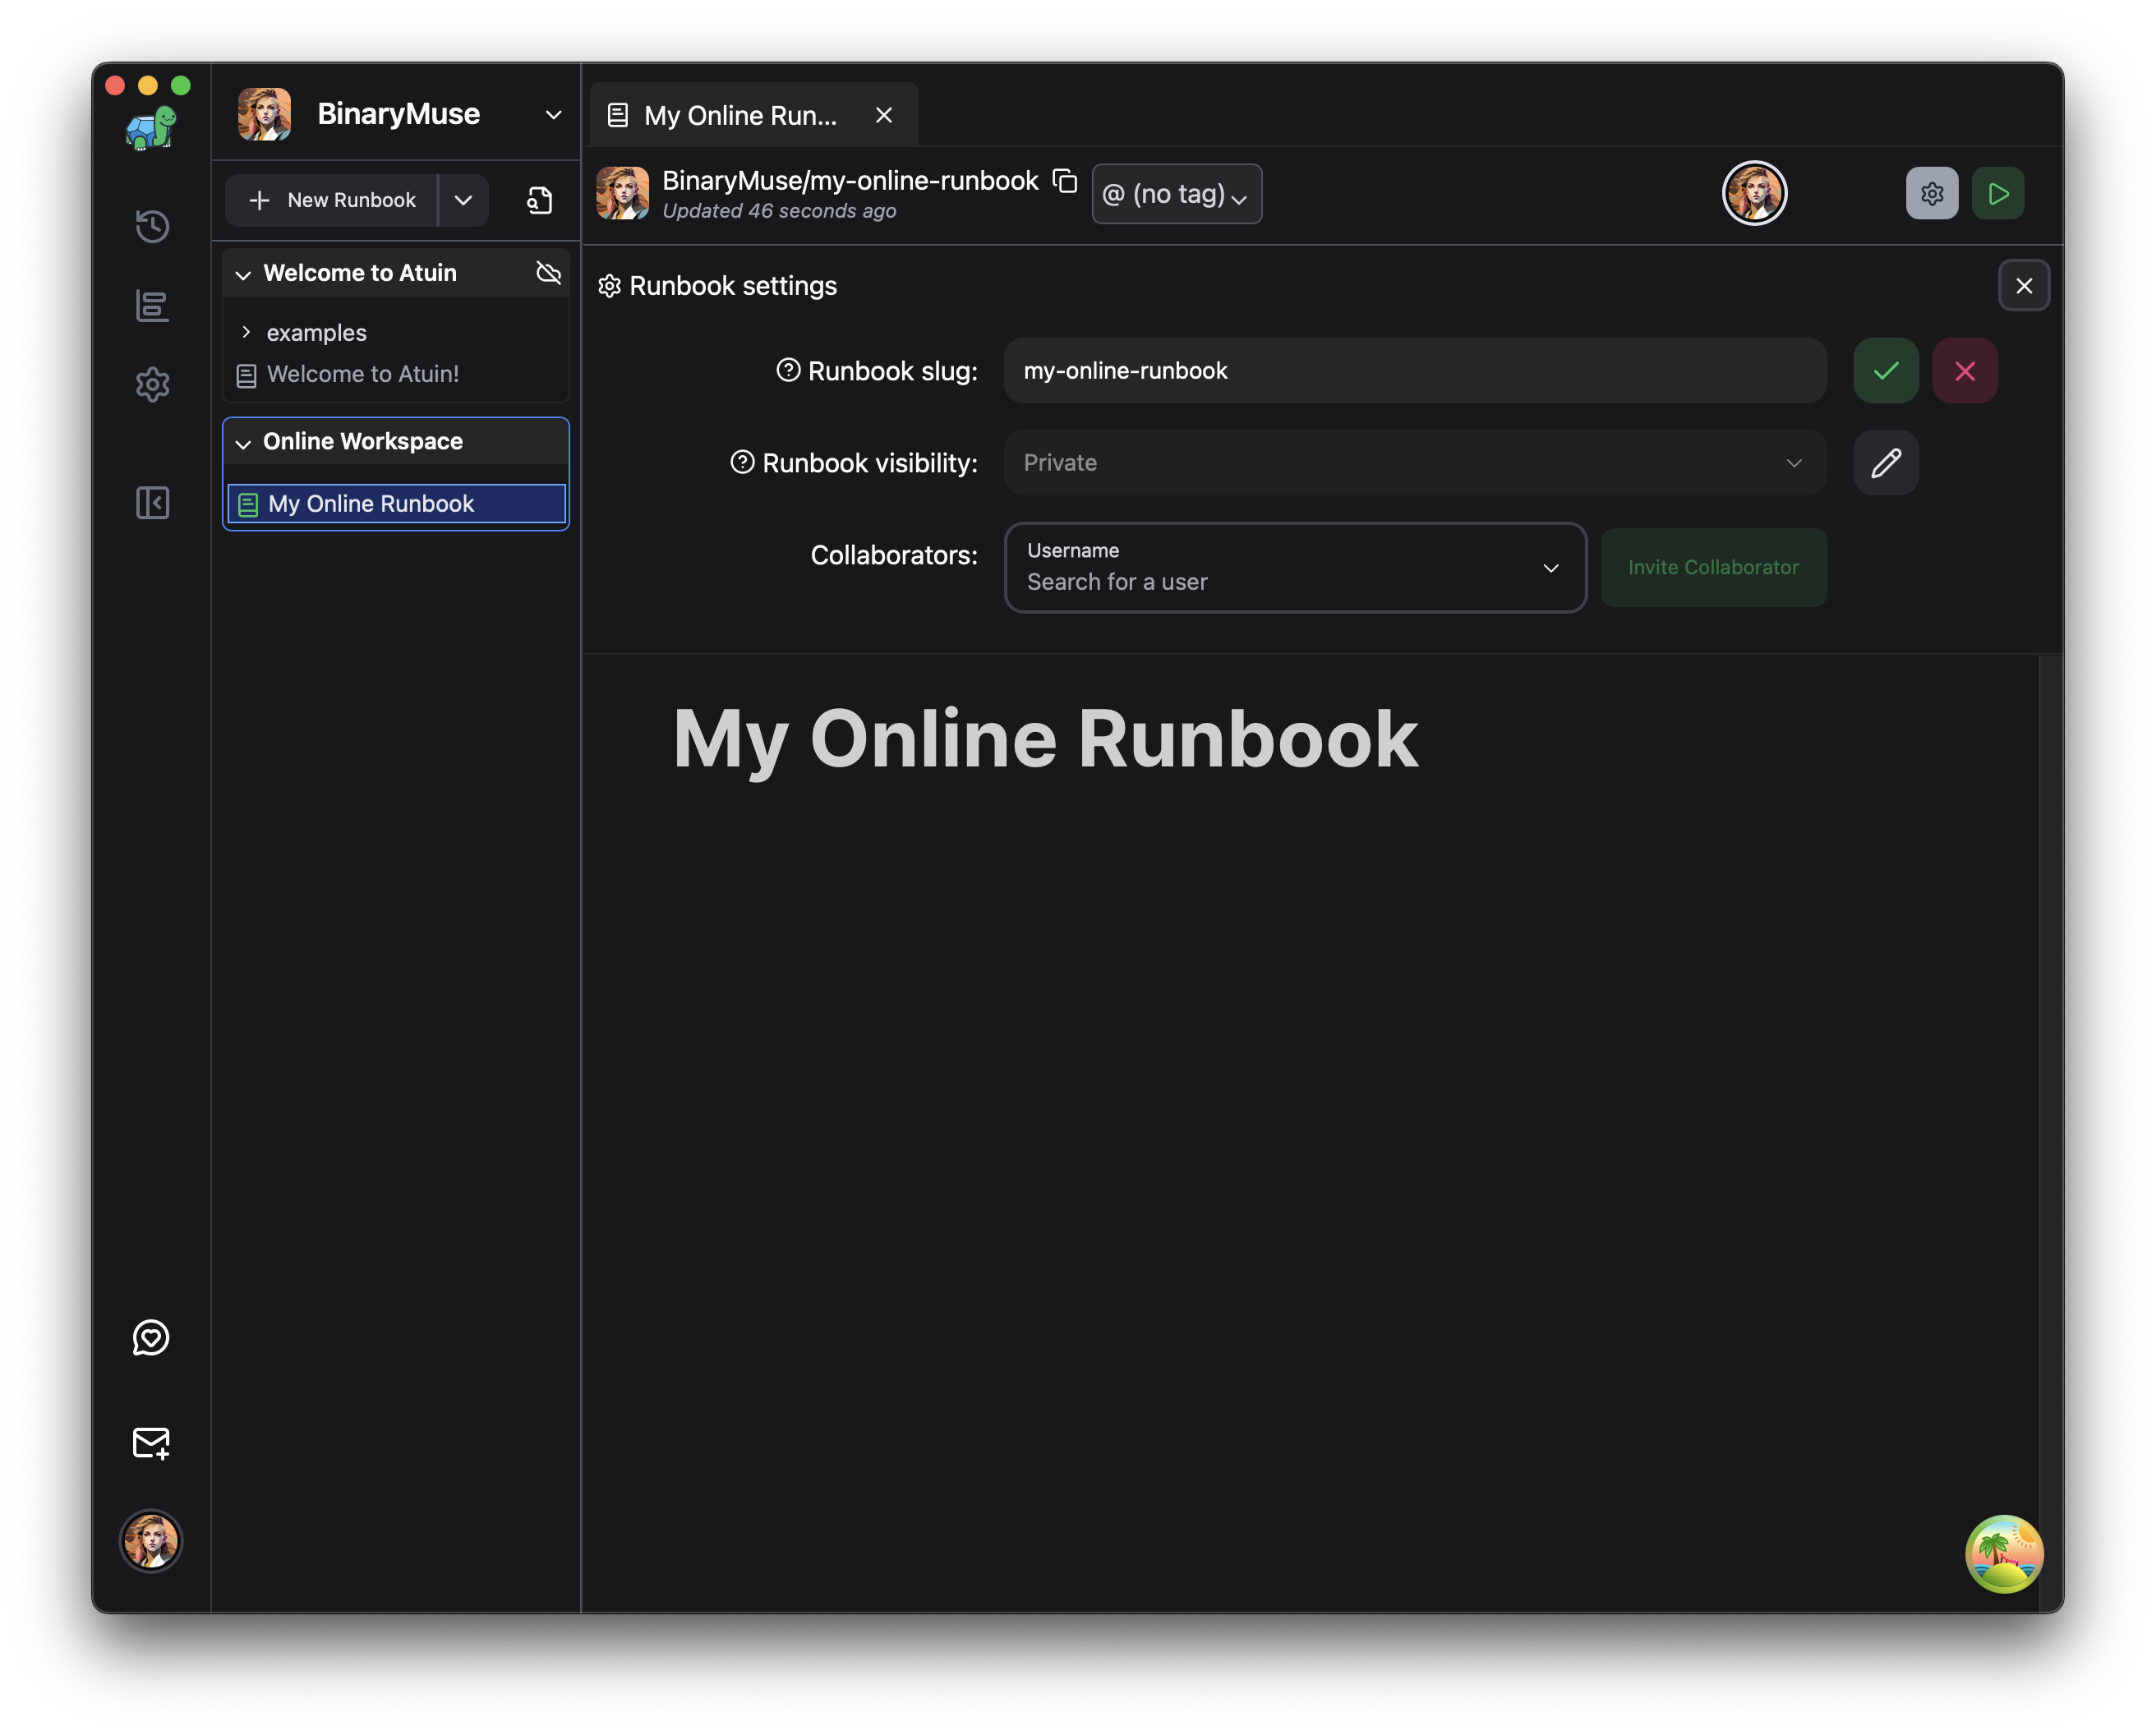 BinaryMuse
New Runbook
Welcome to Atuin
examples
Welcome to Atuin!
Online Workspace
My Online Runbook
My Online Run...
BinaryMuse/my-online-runbook
@ (no tag)
Updated 46 seconds ago
Runbook settings
Runbook slug:
my-online-runbook
Runbook visibility:
Private
Collaborators:
Username
Search for a user
Invite Collaborator
My Online Runbook